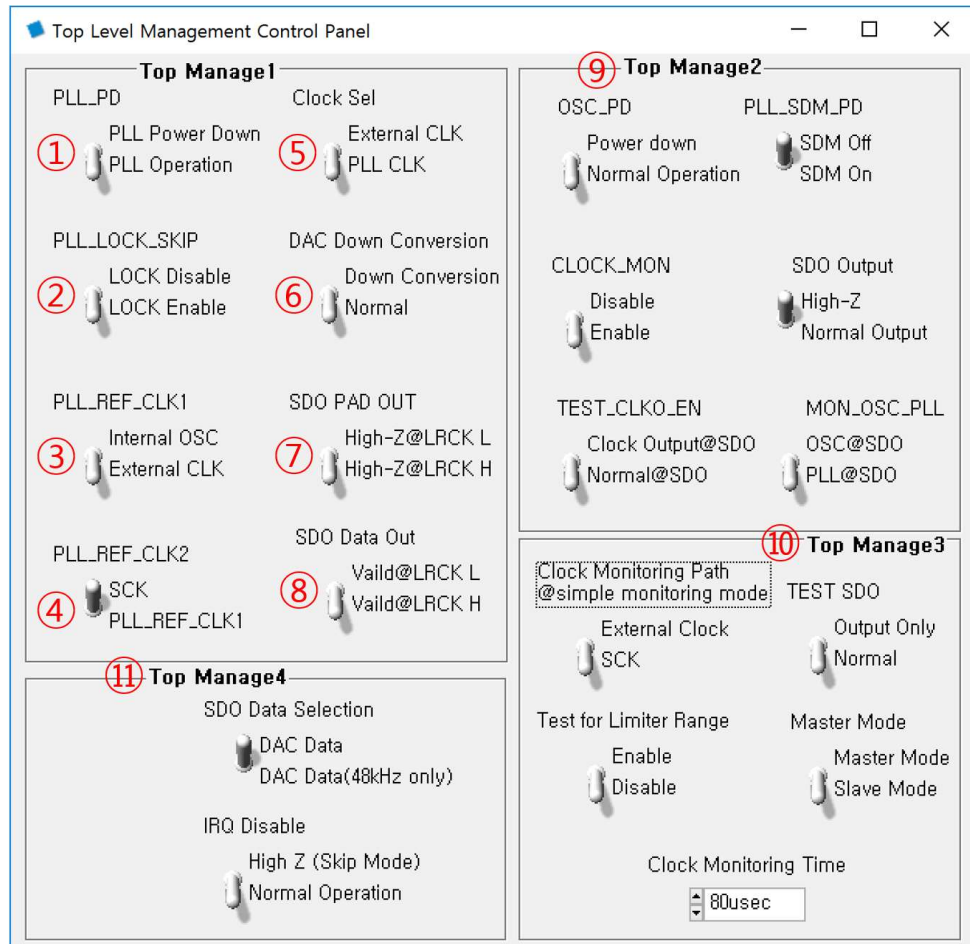 Top Level Management Control Panel
Top Manage1
PLL_PD
① PLL Power Down
PLL Operation
Clock Sel
⑤ External CLK
PLL CLK
PLL_LOCK_SKIP
② LOCK Disable
LOCK Enable
DAC Down Conversion
⑥ Down Conversion
Normal
PLL_REF_CLK1
③ Internal OSC
External CLK
SDO PAD OUT
⑦ High-Z@LRCK L
High-Z@LRCK H
PLL_REF_CLK2
④ SCK
PLL_REF_CLK1
SDO Data Out
⑧ Vaild@LRCK L
Vaild@LRCK H
⑨ Top Manage2
OSC_PD
Power down
Normal Operation
PLL_SDM_PD
SDM Off
SDM On
CLOCK_MON
Disable
Enable
SDO Output
High-Z
Normal Output
TEST_CLKO_EN
Clock Output@SDO
Normal@SDO
MON_OSC_PLL
OSC@SDO
PLL@SDO
⑩ Top Manage3
Clock Monitoring Path
@simple monitoring mode
External Clock
SCK
TEST SDO
Output Only
Normal
Test for Limiter Range
Enable
Disable
Master Mode
Master Mode
Slave Mode
Clock Monitoring Time
80usec
⑪ Top Manage4
SDO Data Selection
DAC Data
DAC Data(48kHz only)
IRQ Disable
High Z (Skip Mode)
Normal Operation